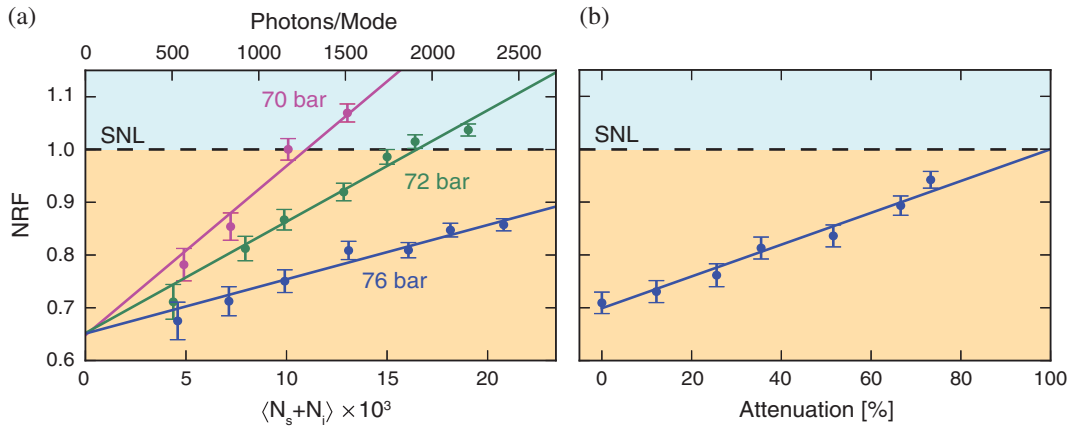 (a)
Photons/Mode
0 500 1000 1500 2000 2500
1.1
1.0
0.9
0.8
0.7
0.6
NRF
SNL
70 bar
72 bar
76 bar
0 5 10 15 20
⟨Nₛ+Nᵢ⟩ ×10³
(b)
SNL
0 20 40 60 80 100
Attenuation [%]